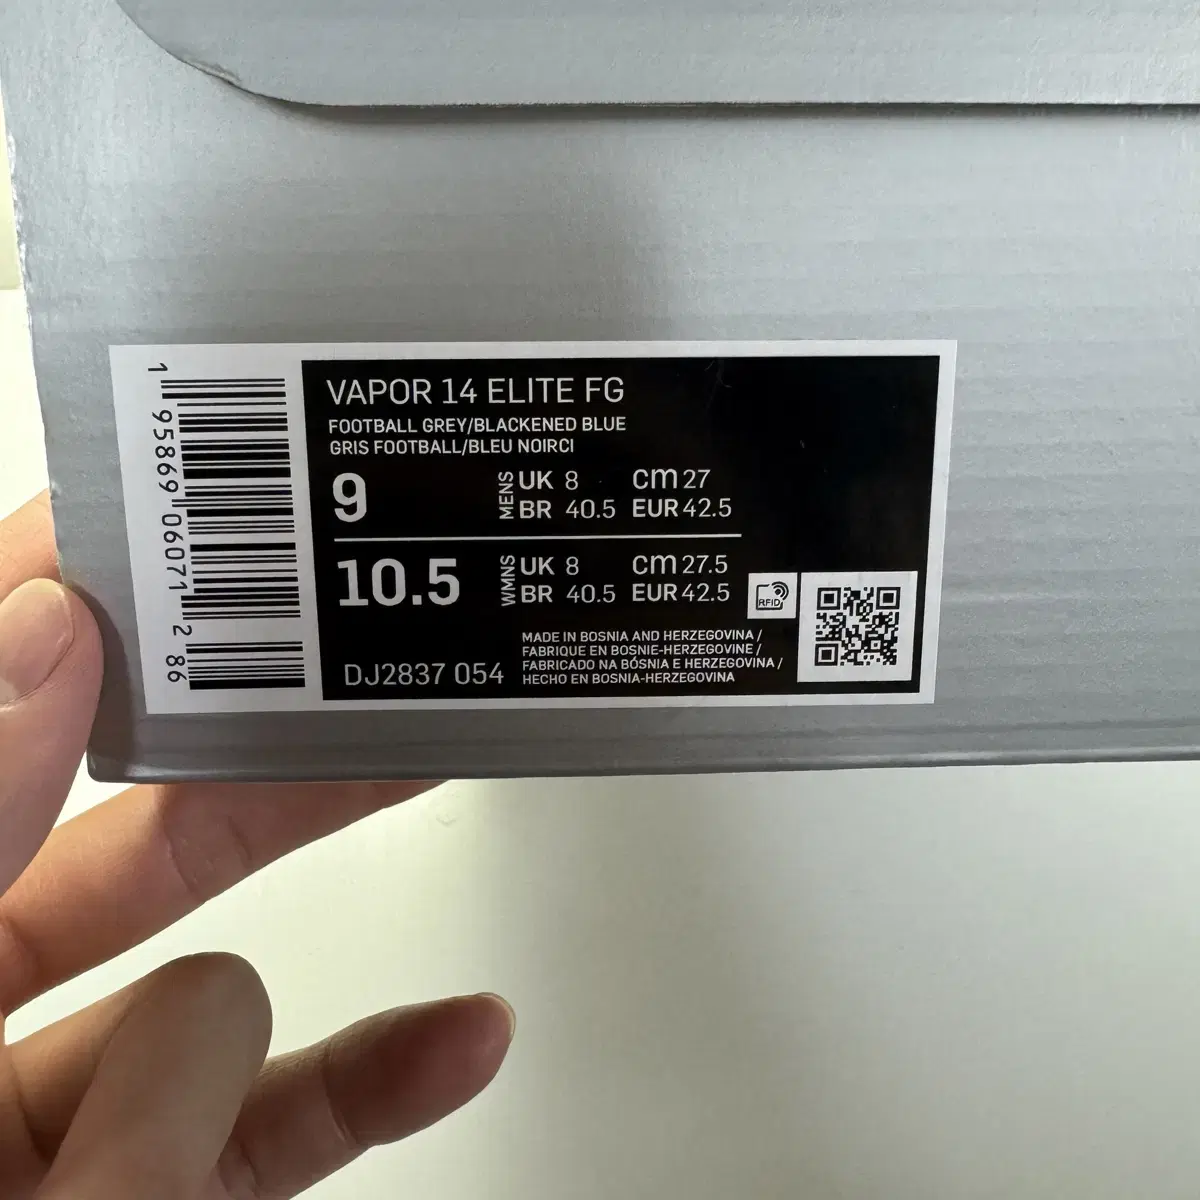 VAPOR 14 ELITE FG
FOOTBALL GREY/BLACKENED BLUE
GRIS FOOTBALL/BLEU NOIRCI
9
MENS
UK 8 cm 27
BR 40.5 EUR 42.5
10.5
WMNS
UK 8 cm 27.5
BR 40.5 EUR 42.5
RFID
DJ2837 054
MADE IN BOSNIA AND HERZEGOVINA /
FABRIQUE EN BOSNIE-HERZEGOVINE /
FABRICADO NA BÓSNIA E HERZEGOVINA /
HECHO EN BOSNIA-HERZEGOVINA
1 95869 06071 2 86